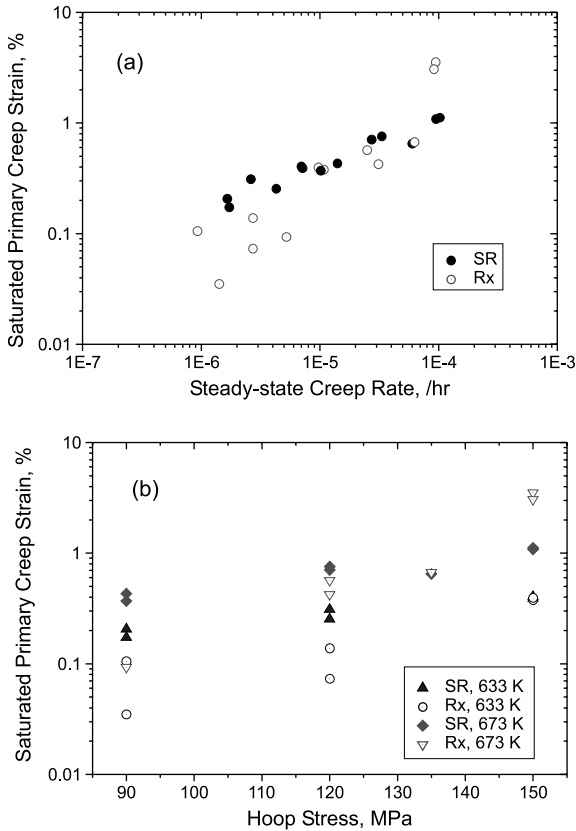 10
(a)
1
0.1
0.01
Saturated Primary Creep Strain, %
SR
Rx
1E-7 1E-6 1E-5 1E-4 1E-3
Steady-state Creep Rate, /hr
10
(b)
1
0.1
0.01
Saturated Primary Creep Strain, %
SR, 633 K
Rx, 633 K
SR, 673 K
Rx, 673 K
90 100 110 120 130 140 150
Hoop Stress, MPa